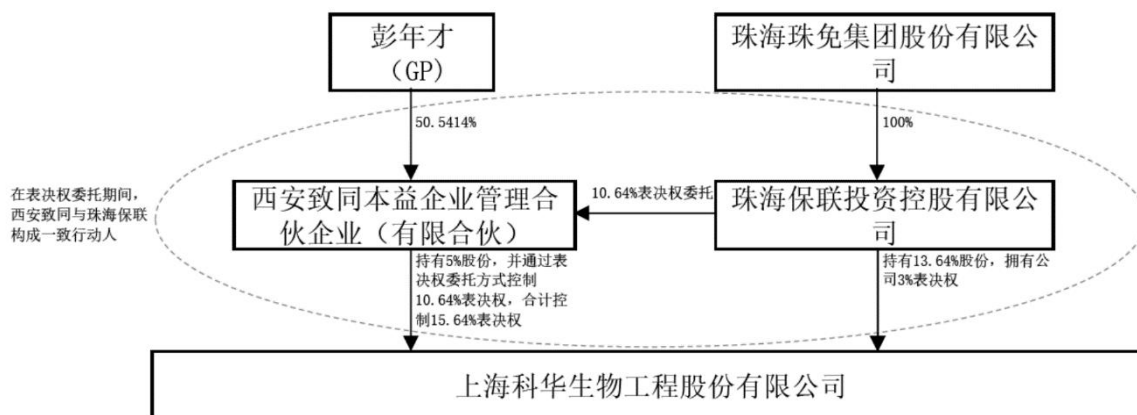 彭年才
（GP）
珠海珠免集团股份有限公
司
50.5414%
100%
在表决权委托期间，
西安致同与珠海保联
构成一致行动人
西安致同本益企业管理合
伙企业（有限合伙）
10.64%表决权委托
珠海保联投资控股有限公
司
持有5%股份，并通过表
决权委托方式控制
10.64%表决权，合计控
制15.64%表决权
持有13.64%股份，拥有公
司3%表决权
上海科华生物工程股份有限公司